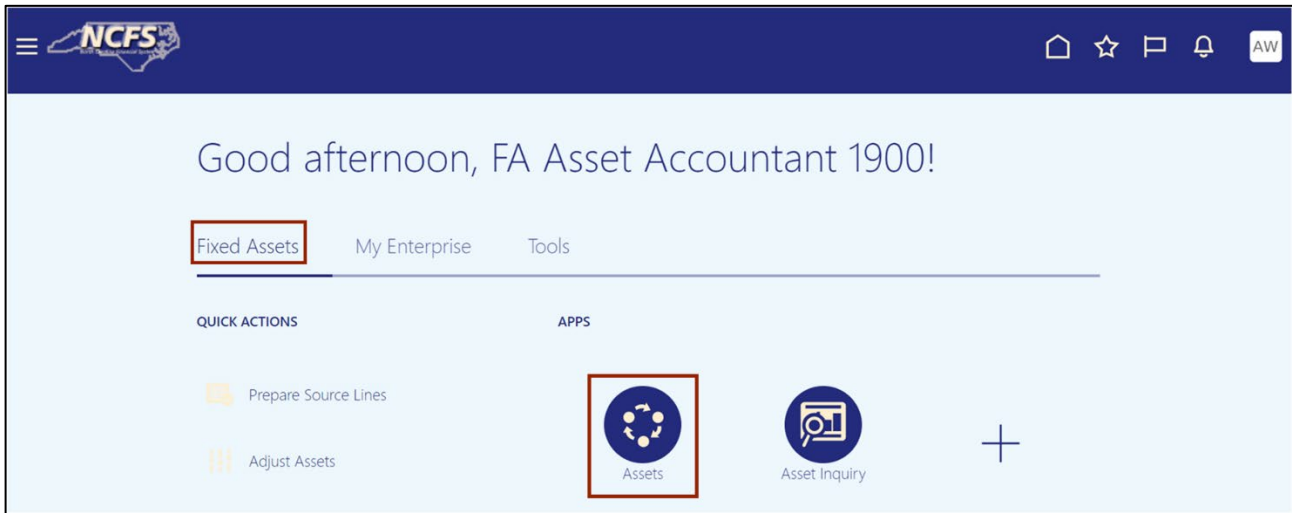 NCFS
AW
Good afternoon, FA Asset Accountant 1900!
Fixed Assets My Enterprise Tools
QUICK ACTIONS APPS
Prepare Source Lines
Adjust Assets
Assets Asset Inquiry